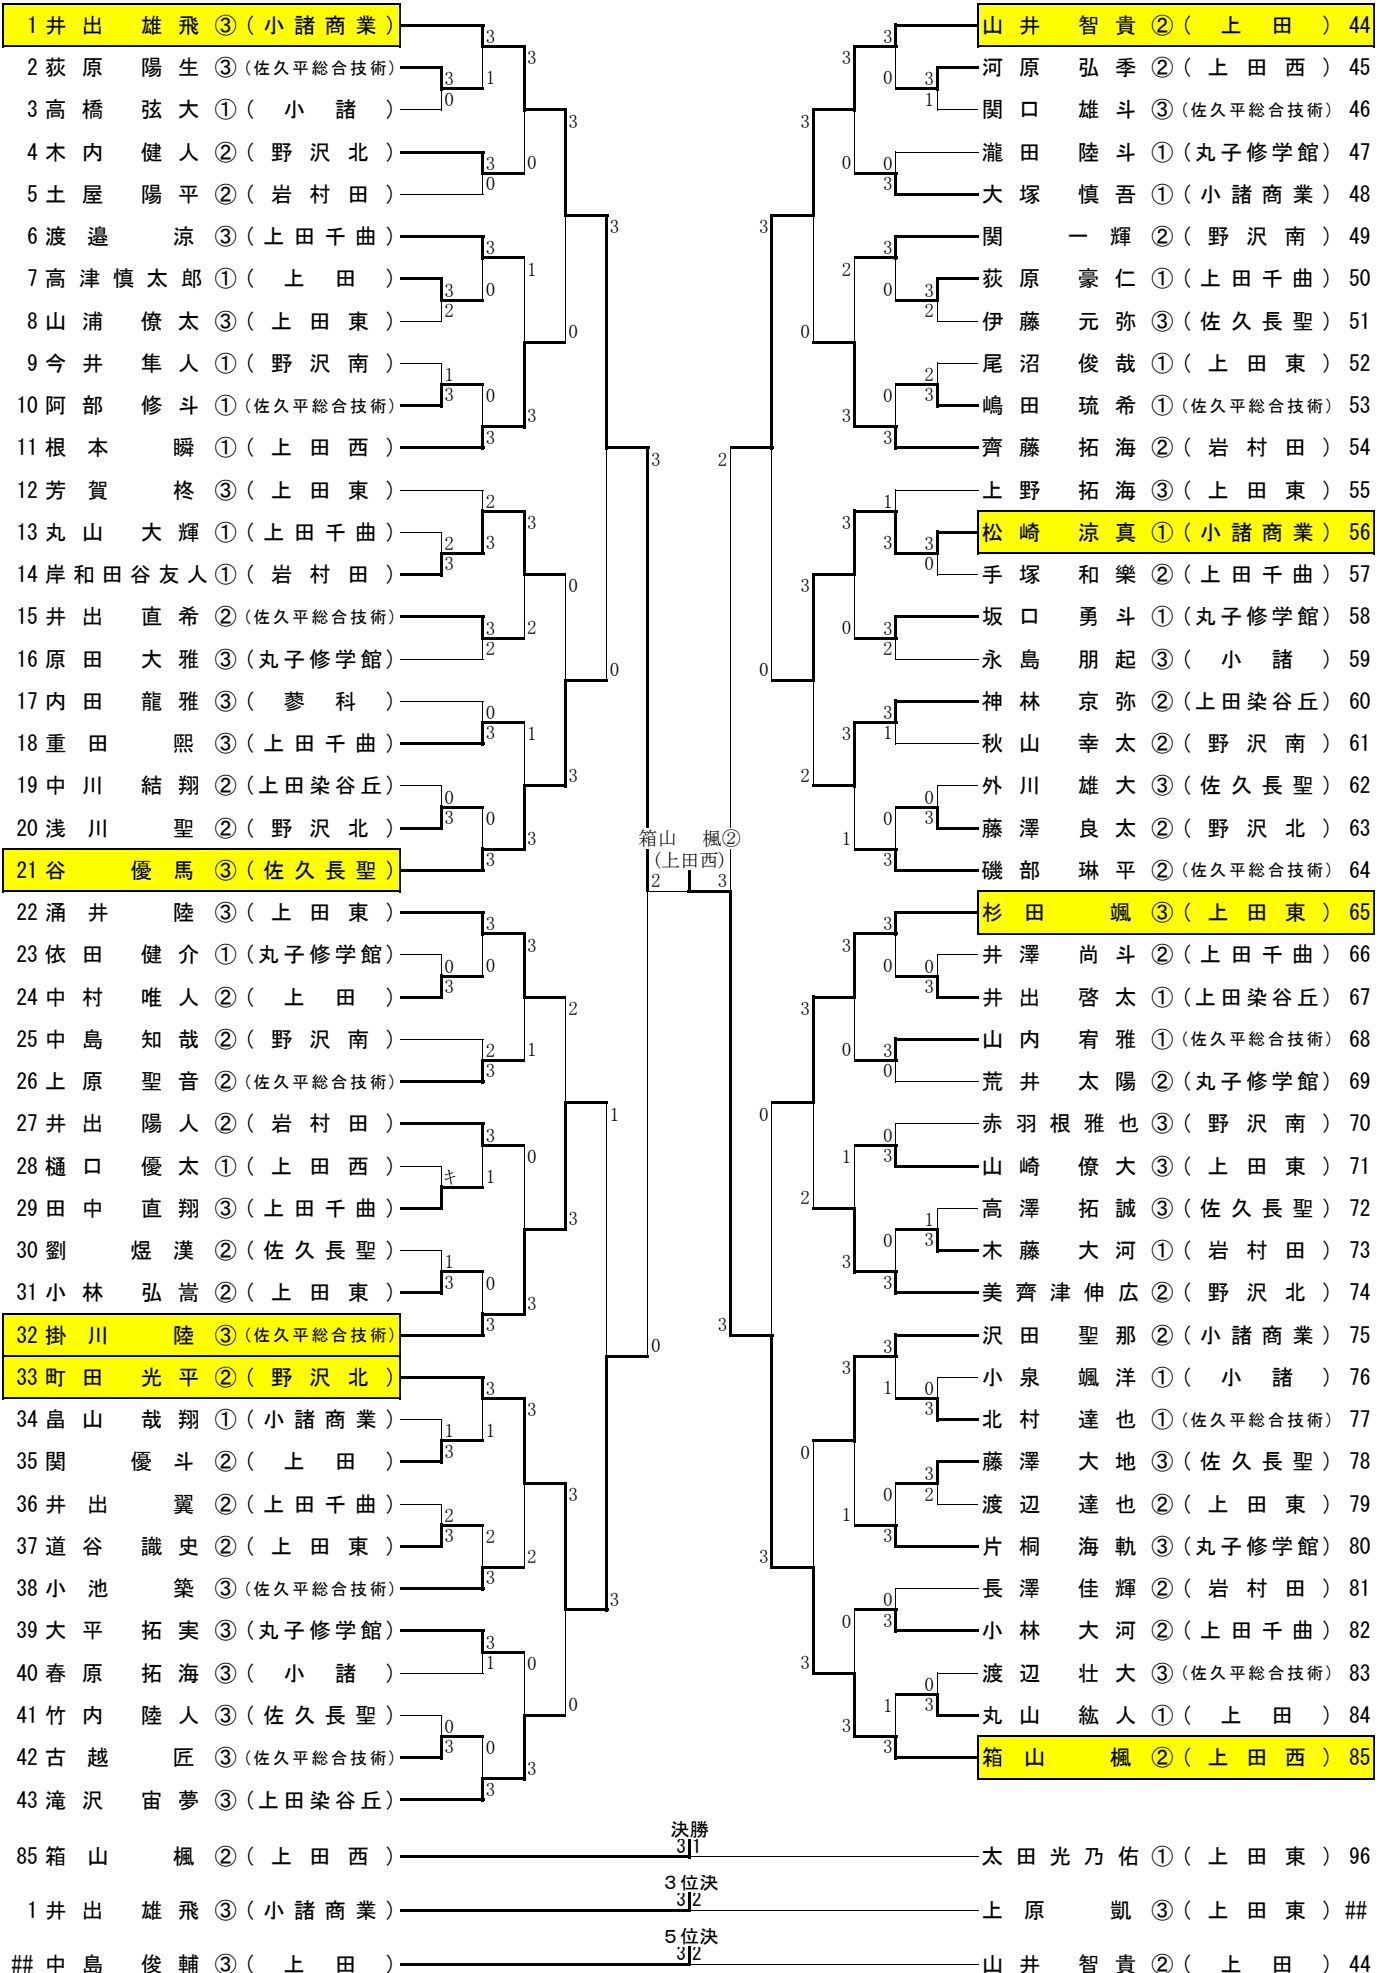 1 井出 雄飛 ③ (小諸商業)
2 荻原 陽生 ③ (佐久平総合技術)
3 高橋 弦大 ① (小諸)
4 木内 健人 ② (野沢北)
5 土屋 陽平 ② (岩村田)
6 渡邉 涼 ③ (上田千曲)
7 高津慎太郎 ① (上田)
8 山浦 僚太 ③ (上田東)
9 今井 隼人 ① (野沢南)
10 阿部 修斗 ① (佐久平総合技術)
11 根本 瞬 ① (上田西)
12 芳賀 柊 ③ (上田東)
13 丸山 大輝 ① (上田千曲)
14 岸和田谷友人 ① (岩村田)
15 井出 直希 ② (佐久平総合技術)
16 原田 大雅 ③ (丸子修学館)
17 内田 龍雅 ③ (蓼科)
18 重田 熙 ③ (上田千曲)
19 中川 結翔 ② (上田染谷丘)
20 浅川 聖 ② (野沢北)
21 谷 優馬 ③ (佐久長聖)
22 涌井 陸 ③ (上田東)
23 依田 健介 ① (丸子修学館)
24 中村 唯人 ② (上田)
25 中島 知哉 ② (野沢南)
26 上原 聖音 ② (佐久平総合技術)
27 井出 陽人 ② (岩村田)
28 樋口 優太 ① (上田西)
29 田中 直翔 ③ (上田千曲)
30 劉 煜漢 ② (佐久長聖)
31 小林 弘嵩 ② (上田東)
32 掛川 陸 ③ (佐久平総合技術)
33 町田 光平 ② (野沢北)
34 畠山 哉翔 ① (小諸商業)
35 関 優斗 ② (上田)
36 井出 翼 ② (上田千曲)
37 道谷 識史 ② (上田東)
38 小池 築 ③ (佐久平総合技術)
39 大平 拓実 ③ (丸子修学館)
40 春原 拓海 ③ (小諸)
41 竹内 陸人 ③ (佐久長聖)
42 古越 匠 ③ (佐久平総合技術)
43 滝沢 宙夢 ③ (上田染谷丘)
キ
箱山 楓②
(上田西)
2 3
山井 智貴 ② (上田) 44
河原 弘季 ② (上田西) 45
関口 雄斗 ③ (佐久平総合技術) 46
瀧田 陸斗 ① (丸子修学館) 47
大塚 慎吾 ① (小諸商業) 48
関 一輝 ② (野沢南) 49
荻原 豪仁 ① (上田千曲) 50
伊藤 元弥 ③ (佐久長聖) 51
尾沼 俊哉 ① (上田東) 52
嶋田 琉希 ① (佐久平総合技術) 53
齊藤 拓海 ② (岩村田) 54
上野 拓海 ③ (上田東) 55
松崎 涼真 ① (小諸商業) 56
手塚 和樂 ② (上田千曲) 57
坂口 勇斗 ① (丸子修学館) 58
永島 朋起 ③ (小諸) 59
神林 京弥 ② (上田染谷丘) 60
秋山 幸太 ② (野沢南) 61
外川 雄大 ③ (佐久長聖) 62
藤澤 良太 ② (野沢北) 63
磯部 琳平 ② (佐久平総合技術) 64
杉田 颯 ③ (上田東) 65
井澤 尚斗 ② (上田千曲) 66
井出 啓太 ① (上田染谷丘) 67
山内 宥雅 ① (佐久平総合技術) 68
荒井 太陽 ② (丸子修学館) 69
赤羽根雅也 ③ (野沢南) 70
山崎 僚大 ③ (上田東) 71
高澤 拓誠 ③ (佐久長聖) 72
木藤 大河 ① (岩村田) 73
美齊津伸広 ② (野沢北) 74
沢田 聖那 ② (小諸商業) 75
小泉 颯洋 ① (小諸) 76
北村 達也 ① (佐久平総合技術) 77
藤澤 大地 ③ (佐久長聖) 78
渡辺 達也 ② (上田東) 79
片桐 海軌 ③ (丸子修学館) 80
長澤 佳輝 ② (岩村田) 81
小林 大河 ② (上田千曲) 82
渡辺 壮大 ③ (佐久平総合技術) 83
丸山 紘人 ① (上田) 84
箱山 楓 ② (上田西) 85
決勝
85 箱山 楓 ② (上田西) 3 1 太田光乃佑 ① (上田東) 96
3位決
1 井出 雄飛 ③ (小諸商業) 3 2 上原 凱 ③ (上田東) ##
5位決
## 中島 俊輔 ③ (上田) 3 2 山井 智貴 ② (上田) 44